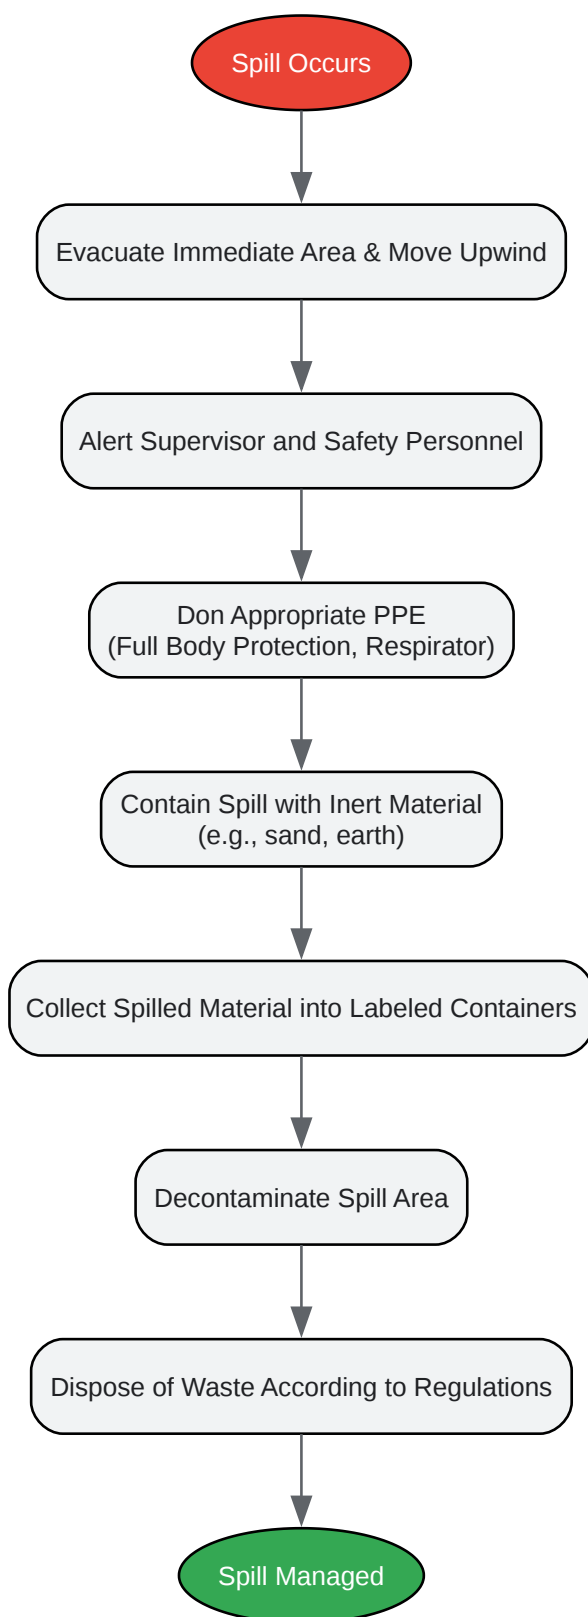 Spill Occurs
Evacuate Immediate Area & Move Upwind
Alert Supervisor and Safety Personnel
Don Appropriate PPE
(Full Body Protection, Respirator)
Contain Spill with Inert Material
(e.g., sand, earth)
Collect Spilled Material into Labeled Containers
Decontaminate Spill Area
Dispose of Waste According to Regulations
Spill Managed